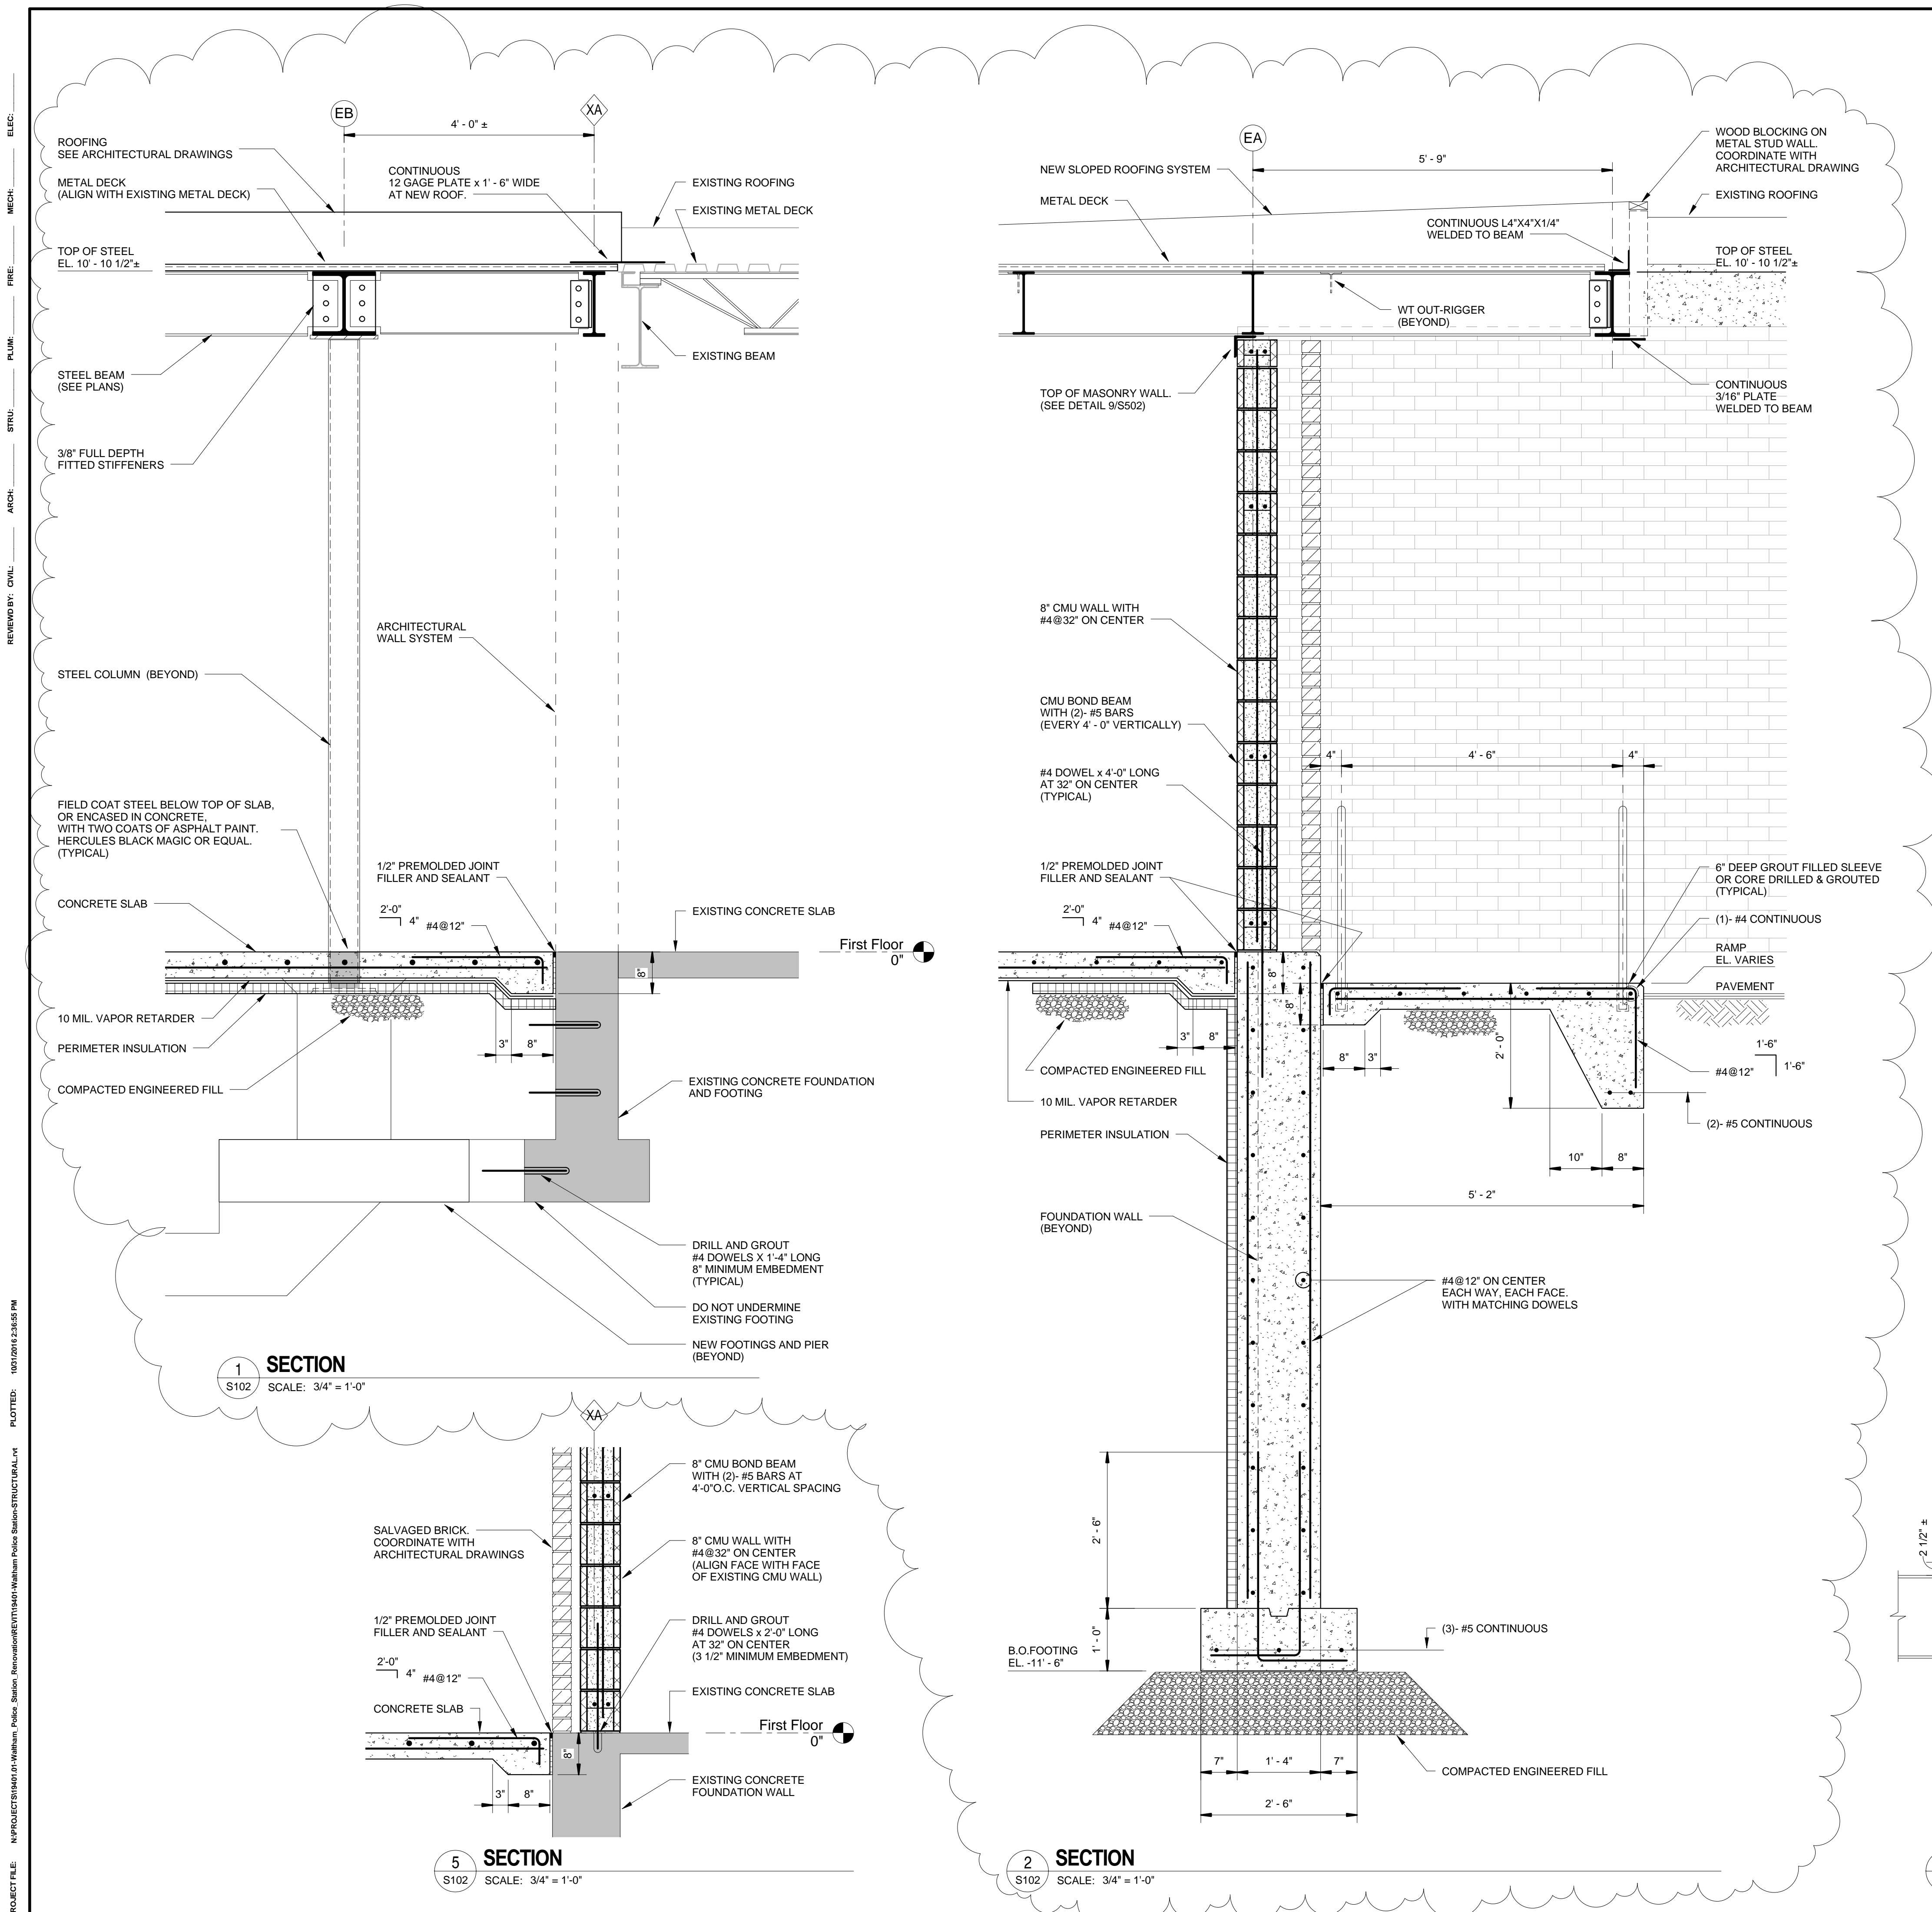 REVIEWD BY: CIVIL: ARCH: STRU: PLUM: FIRE: MECH: ELEC:
PLOTTED: 10/31/2016 2:36:55 PM
ROJECT FILE: N:\PROJECTS\19401.01-Waltham_Police_Station_Renovation\REVIT\19401-Waltham Police Station-STRUCTURAL.rvt
EB
XA
4' - 0" ±
ROOFING
SEE ARCHITECTURAL DRAWINGS
METAL DECK
(ALIGN WITH EXISTING METAL DECK)
CONTINUOUS
12 GAGE PLATE x 1' - 6" WIDE
AT NEW ROOF.
EXISTING ROOFING
EXISTING METAL DECK
TOP OF STEEL
EL. 10' - 10 1/2"±
EXISTING BEAM
STEEL BEAM
(SEE PLANS)
3/8" FULL DEPTH
FITTED STIFFENERS
ARCHITECTURAL
WALL SYSTEM
STEEL COLUMN (BEYOND)
FIELD COAT STEEL BELOW TOP OF SLAB,
OR ENCASED IN CONCRETE,
WITH TWO COATS OF ASPHALT PAINT.
HERCULES BLACK MAGIC OR EQUAL.
(TYPICAL)
1/2" PREMOLDED JOINT
FILLER AND SEALANT
CONCRETE SLAB
2'-0"
4"
#4@12"
EXISTING CONCRETE SLAB
First Floor
0"
8"
10 MIL. VAPOR RETARDER
PERIMETER INSULATION
3"
8"
COMPACTED ENGINEERED FILL
EXISTING CONCRETE FOUNDATION
AND FOOTING
DRILL AND GROUT
#4 DOWELS X 1'-4" LONG
8" MINIMUM EMBEDMENT
(TYPICAL)
DO NOT UNDERMINE
EXISTING FOOTING
NEW FOOTINGS AND PIER
(BEYOND)
1
S102
SECTION
SCALE: 3/4" = 1'-0"
XA
8" CMU BOND BEAM
WITH (2)- #5 BARS AT
4'-0"O.C. VERTICAL SPACING
SALVAGED BRICK.
COORDINATE WITH
ARCHITECTURAL DRAWINGS
8" CMU WALL WITH
#4@32" ON CENTER
(ALIGN FACE WITH FACE
OF EXISTING CMU WALL)
1/2" PREMOLDED JOINT
FILLER AND SEALANT
DRILL AND GROUT
#4 DOWELS x 2'-0" LONG
AT 32" ON CENTER
(3 1/2" MINIMUM EMBEDMENT)
2'-0"
4"
#4@12"
CONCRETE SLAB
EXISTING CONCRETE SLAB
First Floor
0"
8"
3"
8"
EXISTING CONCRETE
FOUNDATION WALL
5
S102
SECTION
SCALE: 3/4" = 1'-0"
EA
5' - 9"
NEW SLOPED ROOFING SYSTEM
METAL DECK
WOOD BLOCKING ON
METAL STUD WALL.
COORDINATE WITH
ARCHITECTURAL DRAWING
EXISTING ROOFING
CONTINUOUS L4"X4"X1/4"
WELDED TO BEAM
TOP OF STEEL
EL. 10' - 10 1/2"±
WT OUT-RIGGER
(BEYOND)
TOP OF MASONRY WALL.
(SEE DETAIL 9/S502)
CONTINUOUS
3/16" PLATE
WELDED TO BEAM
8" CMU WALL WITH
#4@32" ON CENTER
CMU BOND BEAM
WITH (2)- #5 BARS
(EVERY 4' - 0" VERTICALLY)
4"
4' - 6"
4"
#4 DOWEL x 4'-0" LONG
AT 32" ON CENTER
(TYPICAL)
1/2" PREMOLDED JOINT
FILLER AND SEALANT
6" DEEP GROUT FILLED SLEEVE
OR CORE DRILLED & GROUTED
(TYPICAL)
2'-0"
4"
#4@12"
(1)- #4 CONTINUOUS
RAMP
EL. VARIES
PAVEMENT
8"
8"
3"
8"
8"
3"
2' - 0"
1'-6"
1'-6"
#4@12"
COMPACTED ENGINEERED FILL
10 MIL. VAPOR RETARDER
PERIMETER INSULATION
(2)- #5 CONTINUOUS
10"
8"
5' - 2"
FOUNDATION WALL
(BEYOND)
#4@12" ON CENTER
EACH WAY, EACH FACE.
WITH MATCHING DOWELS
2' - 6"
1' - 0"
(3)- #5 CONTINUOUS
B.O.FOOTING
EL. -11' - 6"
7"
1' - 4"
7"
2' - 6"
COMPACTED ENGINEERED FILL
2
S102
SECTION
SCALE: 3/4" = 1'-0"
2 1/2" ±